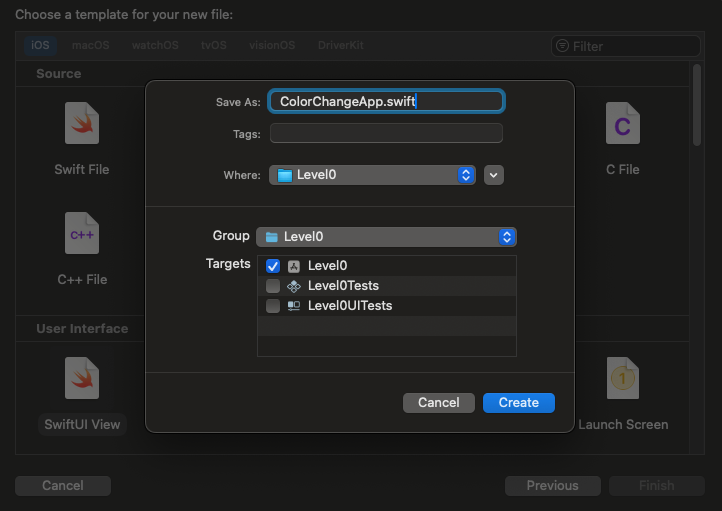 Choose a template for your new file:
iOS macOS watchOS tvOS visionOS DriverKit Filter
Source
Save As: ColorChangeApp.swift
Tags:
C
Swift File
Where: Level0
C File
C++
Group Level0
C++ File
Targets Level0
Level0Tests
Level0UITests
User Interface
1
Cancel Create
SwiftUI View
Launch Screen
Cancel Previous Finish